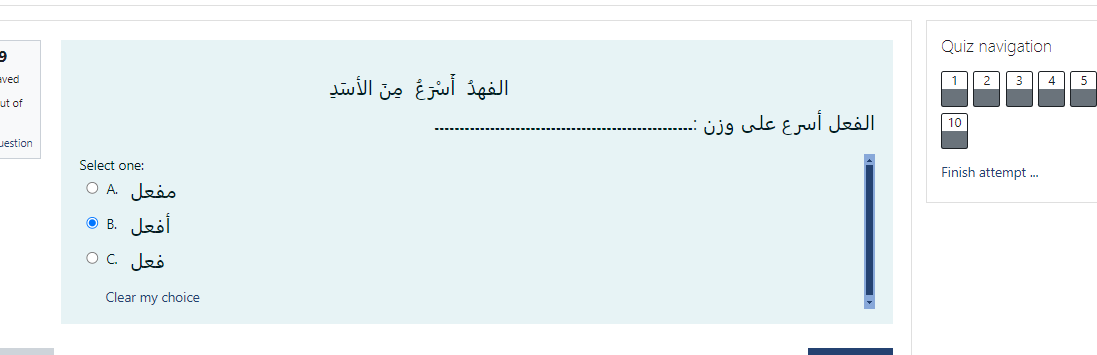 9
aved
ut of
uestion
الفهدُ أَسْرَعُ مِنَ الأسَدِ
الفعل أسرع على وزن :......................................................
Select one:
A. مفعل
B. أفعل
C. فعل
Clear my choice
Quiz navigation
1 2 3 4 5
10
Finish attempt ...